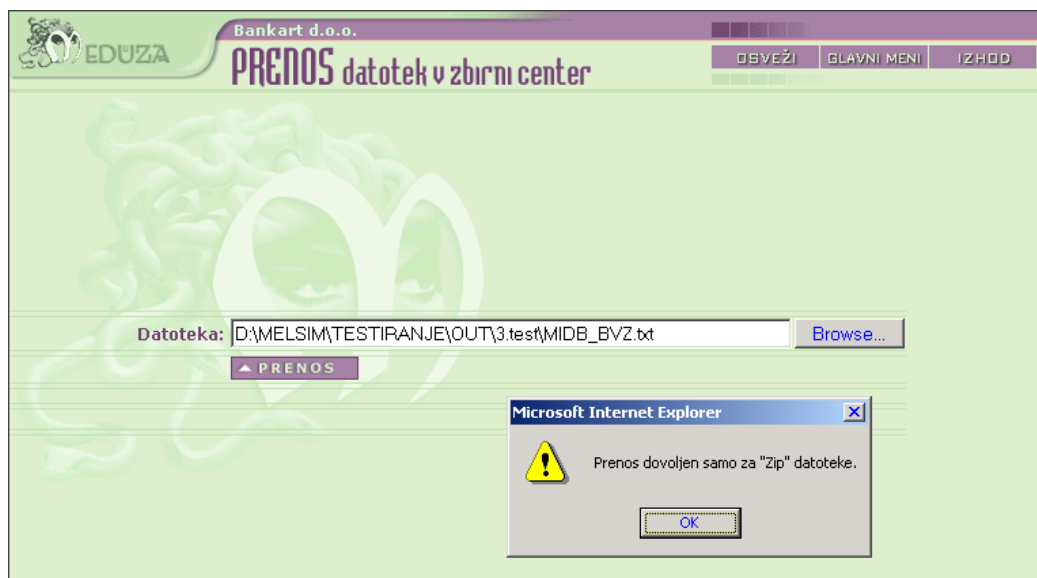 MEDUZA
Bankart d.o.o.
PRENOS datotek v zbirni center
OSVEŽI GLAVNI MENI IZHOD
Datoteka: D:\MELSIM\TESTIRANJE\OUT\3.test\MIDB_BVZ.txt Browse...
PRENOS
Microsoft Internet Explorer
Prenos dovoljen samo za "Zip" datoteke.
OK